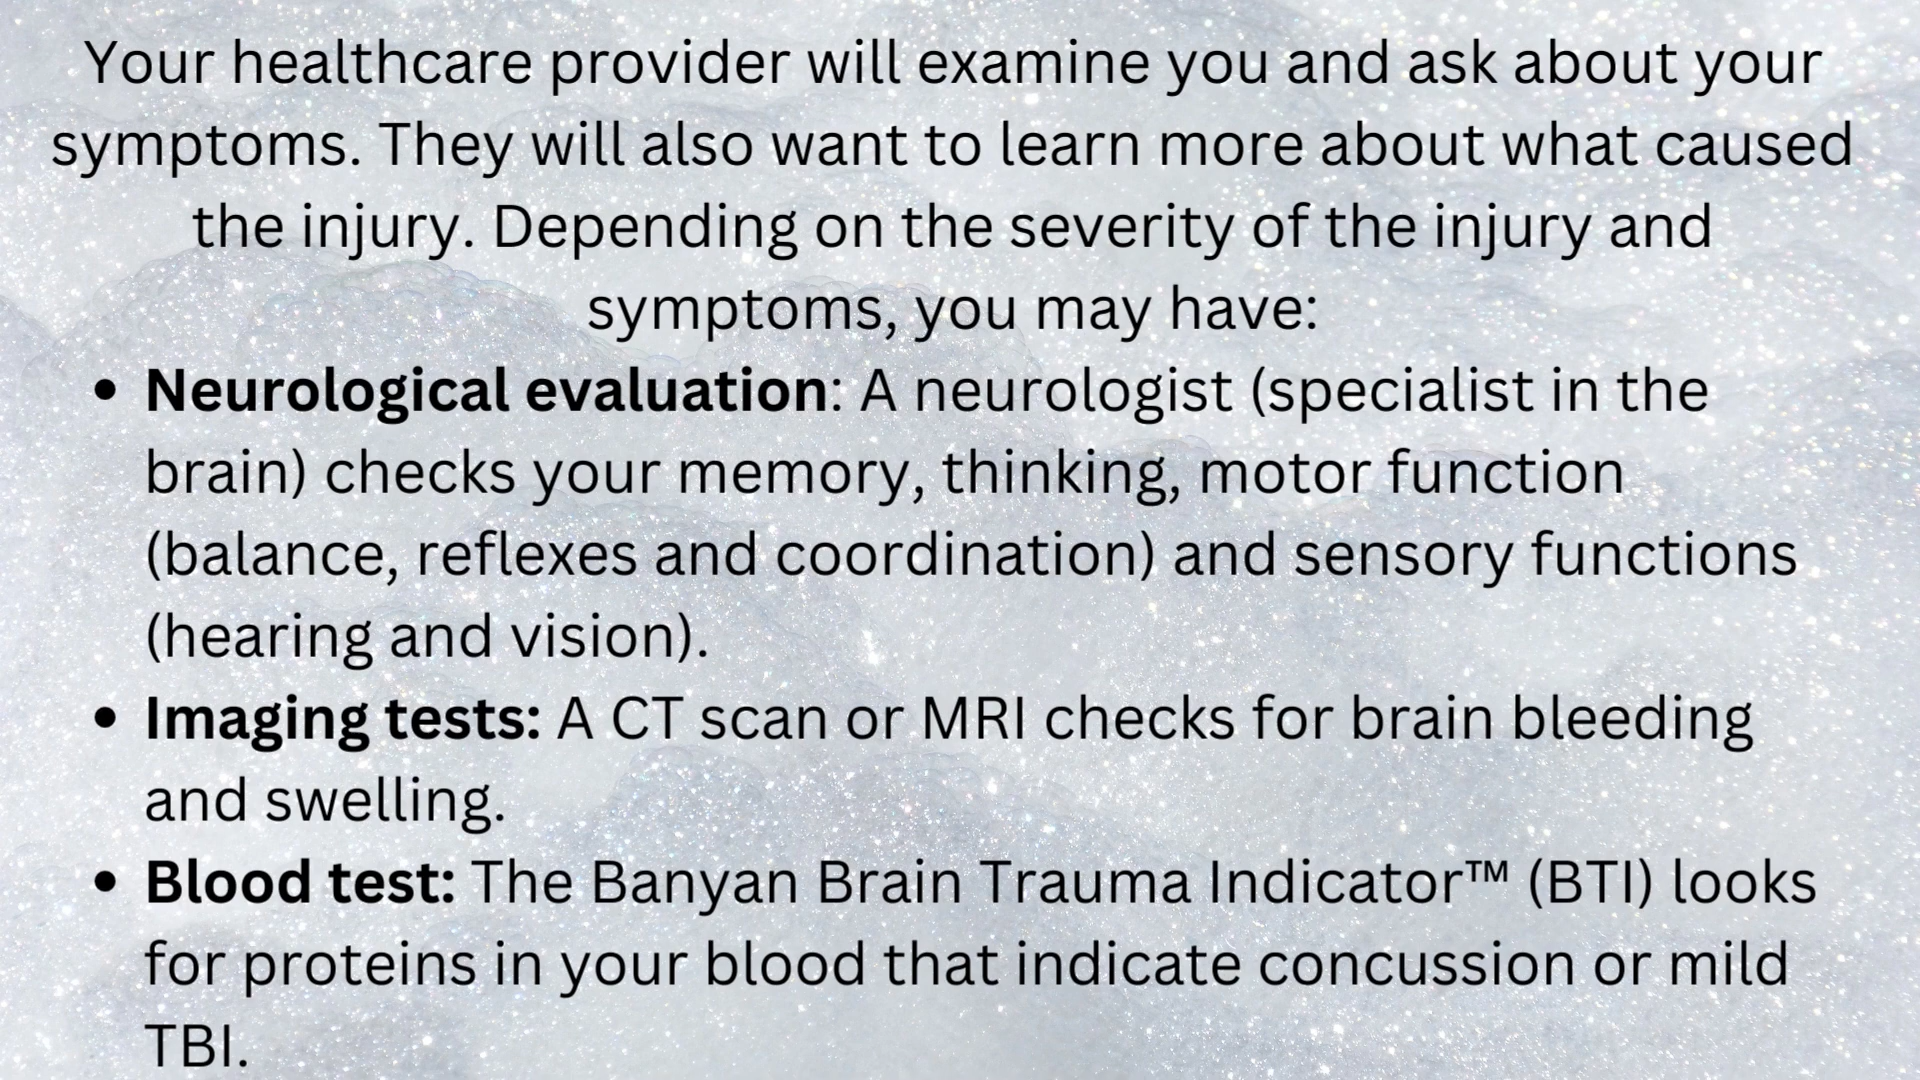 Your healthcare provider will examine you and ask about your
symptoms. They will also want to learn more about what caused
the injury. Depending on the severity of the injury and
symptoms, you may have:
• Neurological evaluation: A neurologist (specialist in the
brain) checks your memory, thinking, motor function
(balance, reflexes and coordination) and sensory functions
(hearing and vision).
• Imaging tests: A CT scan or MRI checks for brain bleeding
and swelling.
• Blood test: The Banyan Brain Trauma Indicator™ (BTI) looks
for proteins in your blood that indicate concussion or mild
TBI.